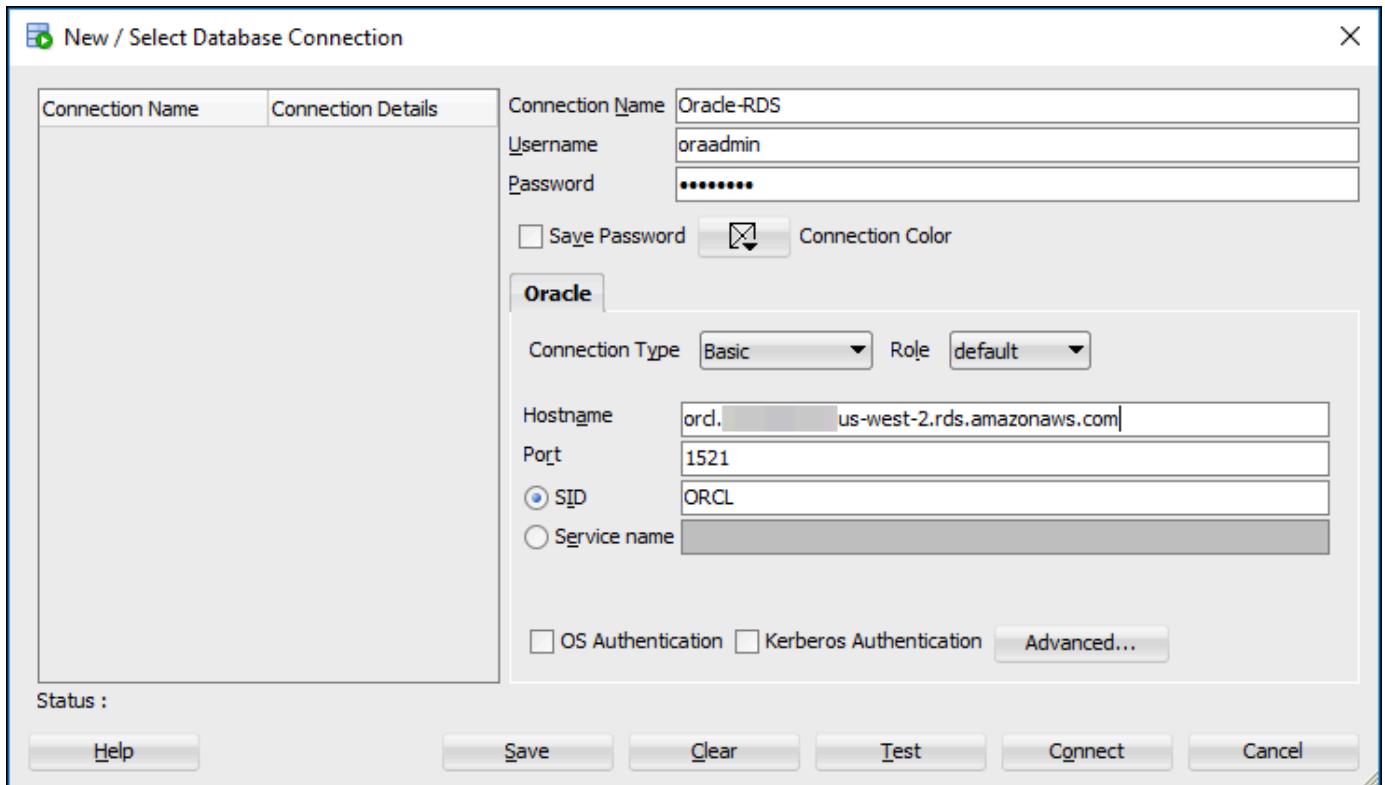 New / Select Database Connection
Connection Name Connection Details
Connection Name Oracle-RDS
Username oraadmin
Password ••••••••
Save Password Connection Color
Oracle
Connection Type Basic Role default
Hostname orcl. us-west-2.rds.amazonaws.com
Port 1521
SID ORCL
Service name
OS Authentication Kerberos Authentication Advanced...
Status :
Help Save Clear Test Connect Cancel